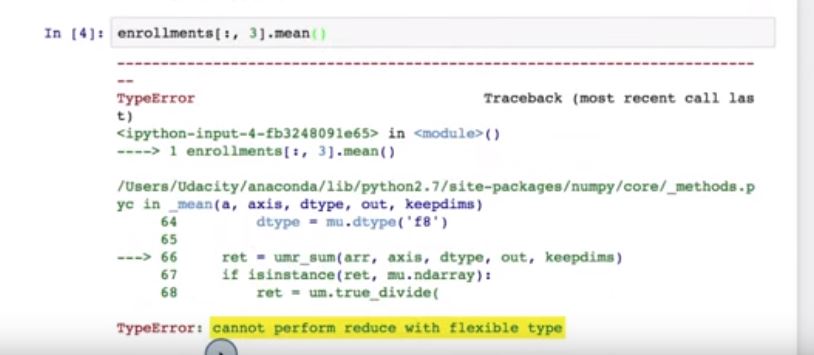 In [4]: enrollments[:, 3].mean()
---------------------------------------------------------------------------
--
TypeError                                 Traceback (most recent call las
t)
<ipython-input-4-fb3248091e65> in <module>()
----> 1 enrollments[:, 3].mean()
/Users/Udacity/anaconda/lib/python2.7/site-packages/numpy/core/_methods.p
yc in _mean(a, axis, dtype, out, keepdims)
     64             dtype = mu.dtype('f8')
     65
---> 66     ret = umr_sum(arr, axis, dtype, out, keepdims)
     67     if isinstance(ret, mu.ndarray):
     68         ret = um.true_divide(
TypeError: cannot perform reduce with flexible type